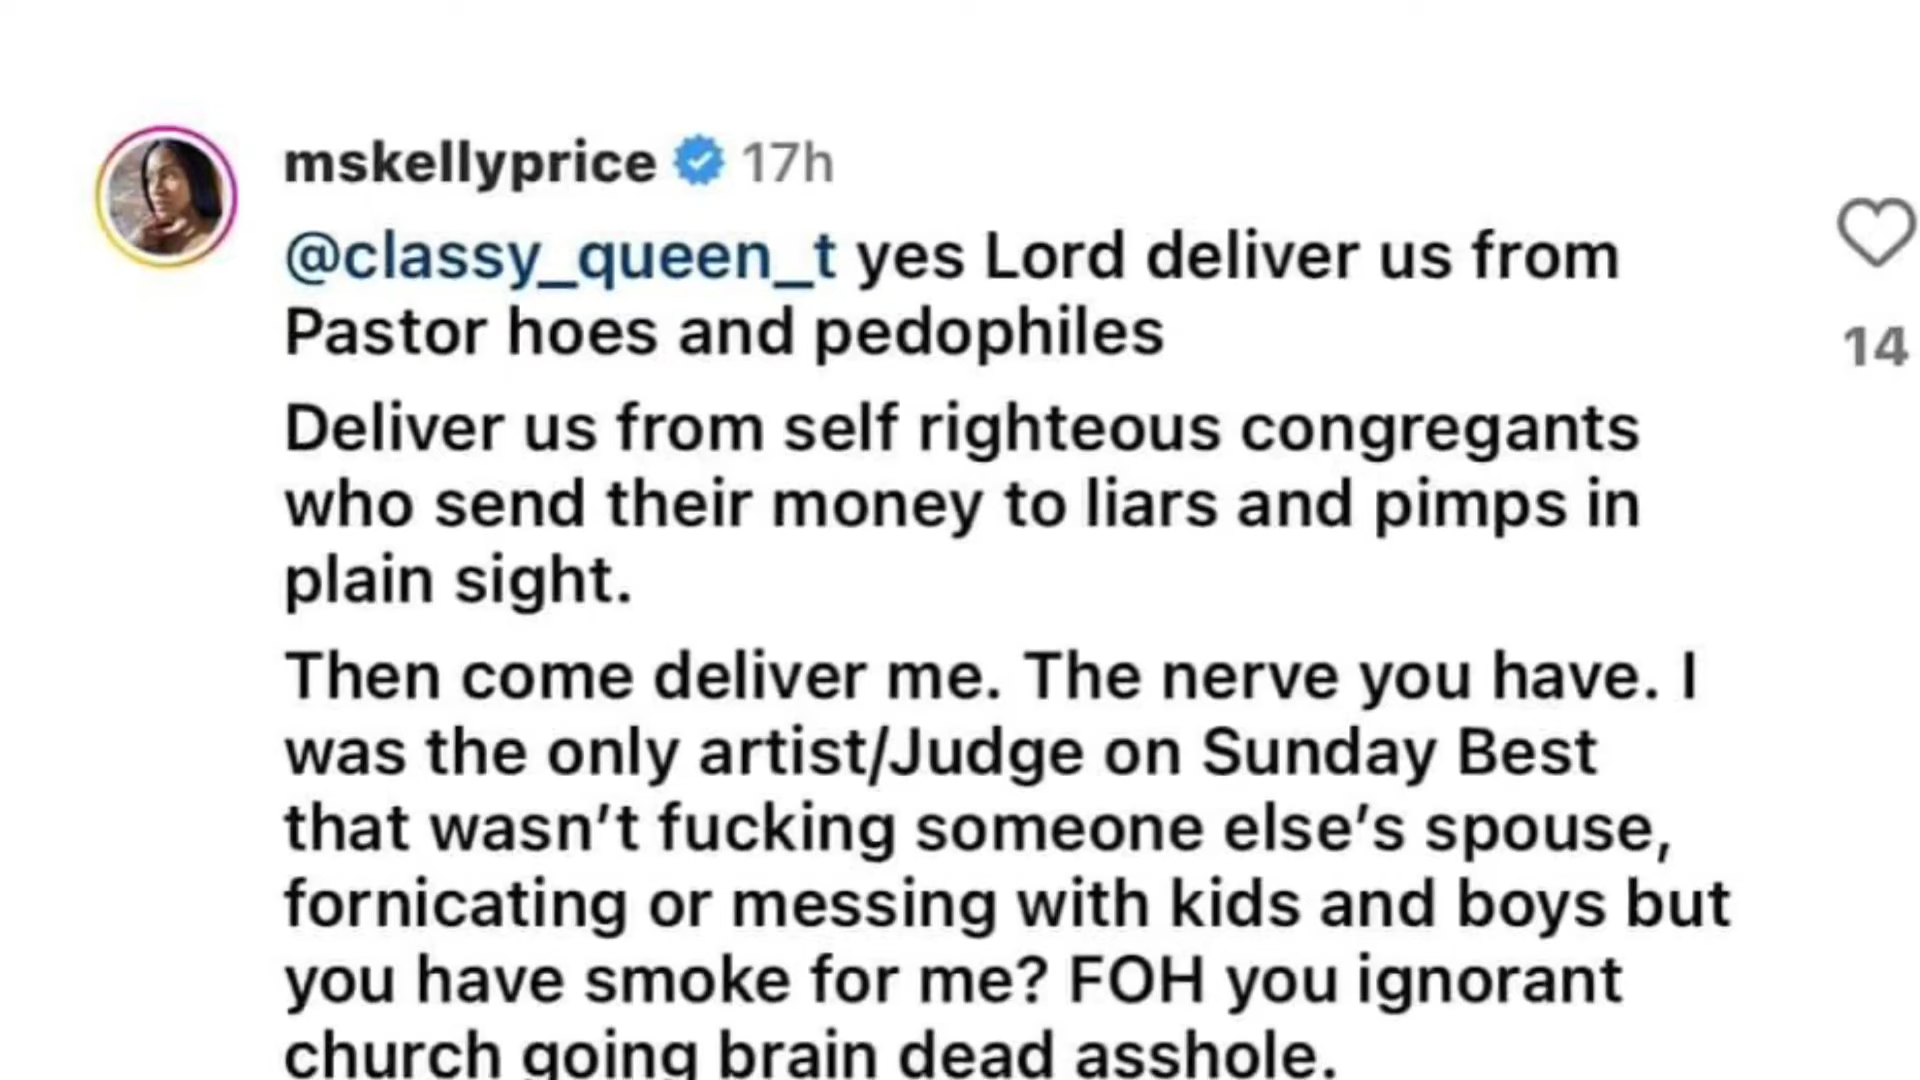 mskellyprice 17h
@classy_queen_t yes Lord deliver us from
Pastor hoes and pedophiles
14
Deliver us from self righteous congregants
who send their money to liars and pimps in
plain sight.
Then come deliver me. The nerve you have. I
was the only artist/Judge on Sunday Best
that wasn’t fucking someone else’s spouse,
fornicating or messing with kids and boys but
you have smoke for me? FOH you ignorant
church going brain dead asshole.